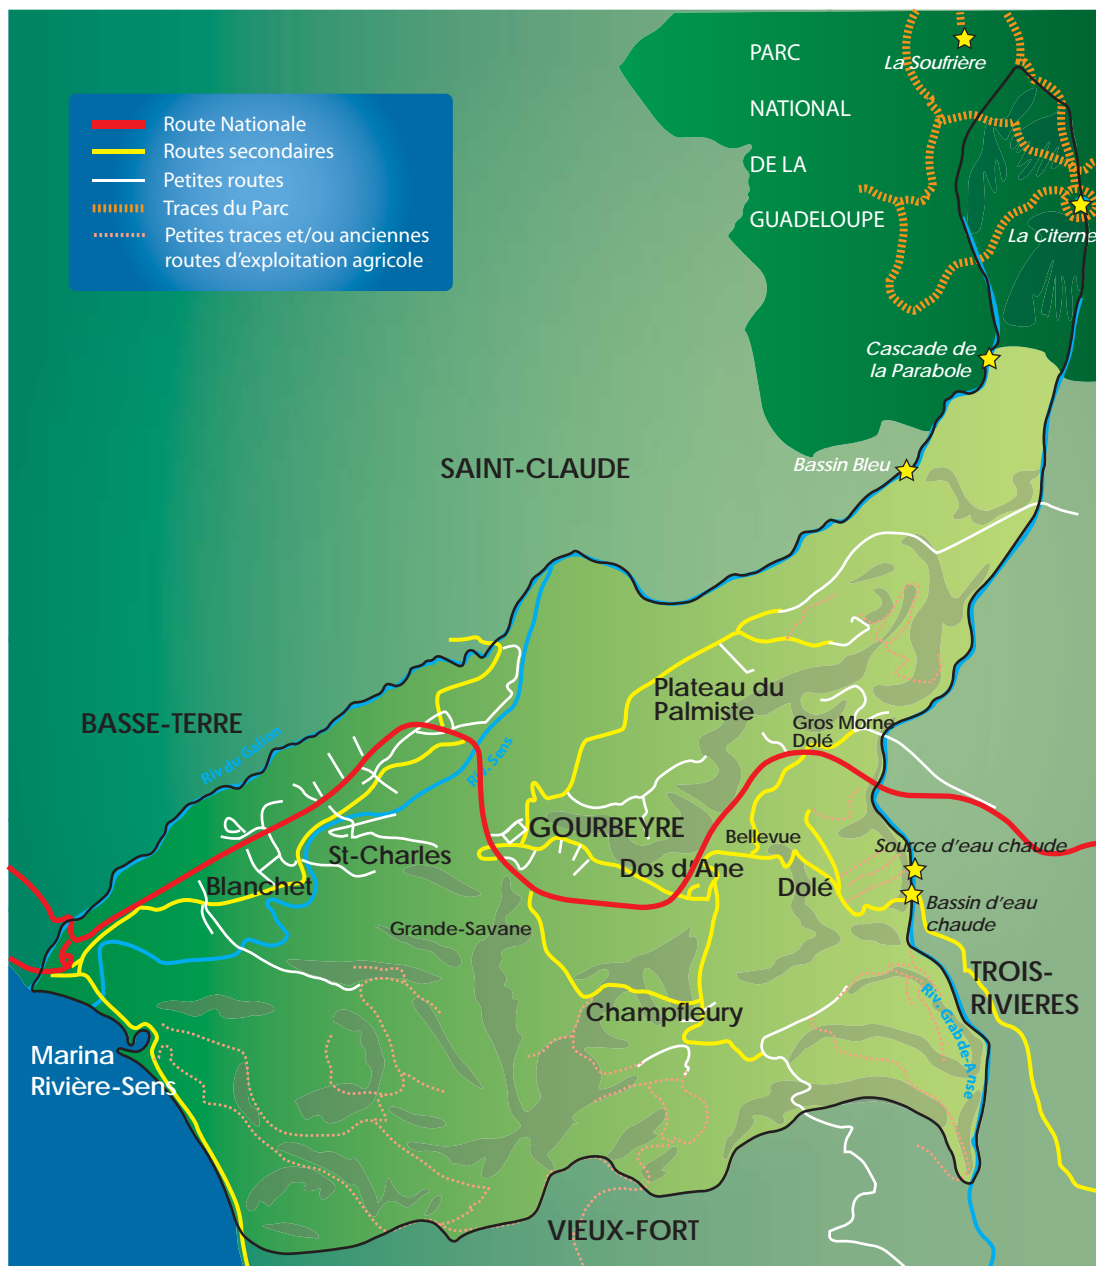 PARC
NATIONAL
DE LA
GUADELOUPE
La Soufrière
La Citerne
Route Nationale
Routes secondaires
Petites routes
Traces du Parc
Petites traces et/ou anciennes
routes d'exploitation agricole
Cascade de
la Parabole
Bassin Bleu
SAINT-CLAUDE
BASSE-TERRE
Riv du Galion
Riv. Sens
Plateau du
Palmiste
Gros Morne
Dolé
GOURBEYRE
Bellevue
St-Charles
Blanchet
Dos d'Ane
Dolé
Source d'eau chaude
Bassin d'eau
chaude
Grande-Savane
Champfleury
TROIS-
RIVIERES
Riv. Grab de-Anse
Marina
Rivière-Sens
VIEUX-FORT